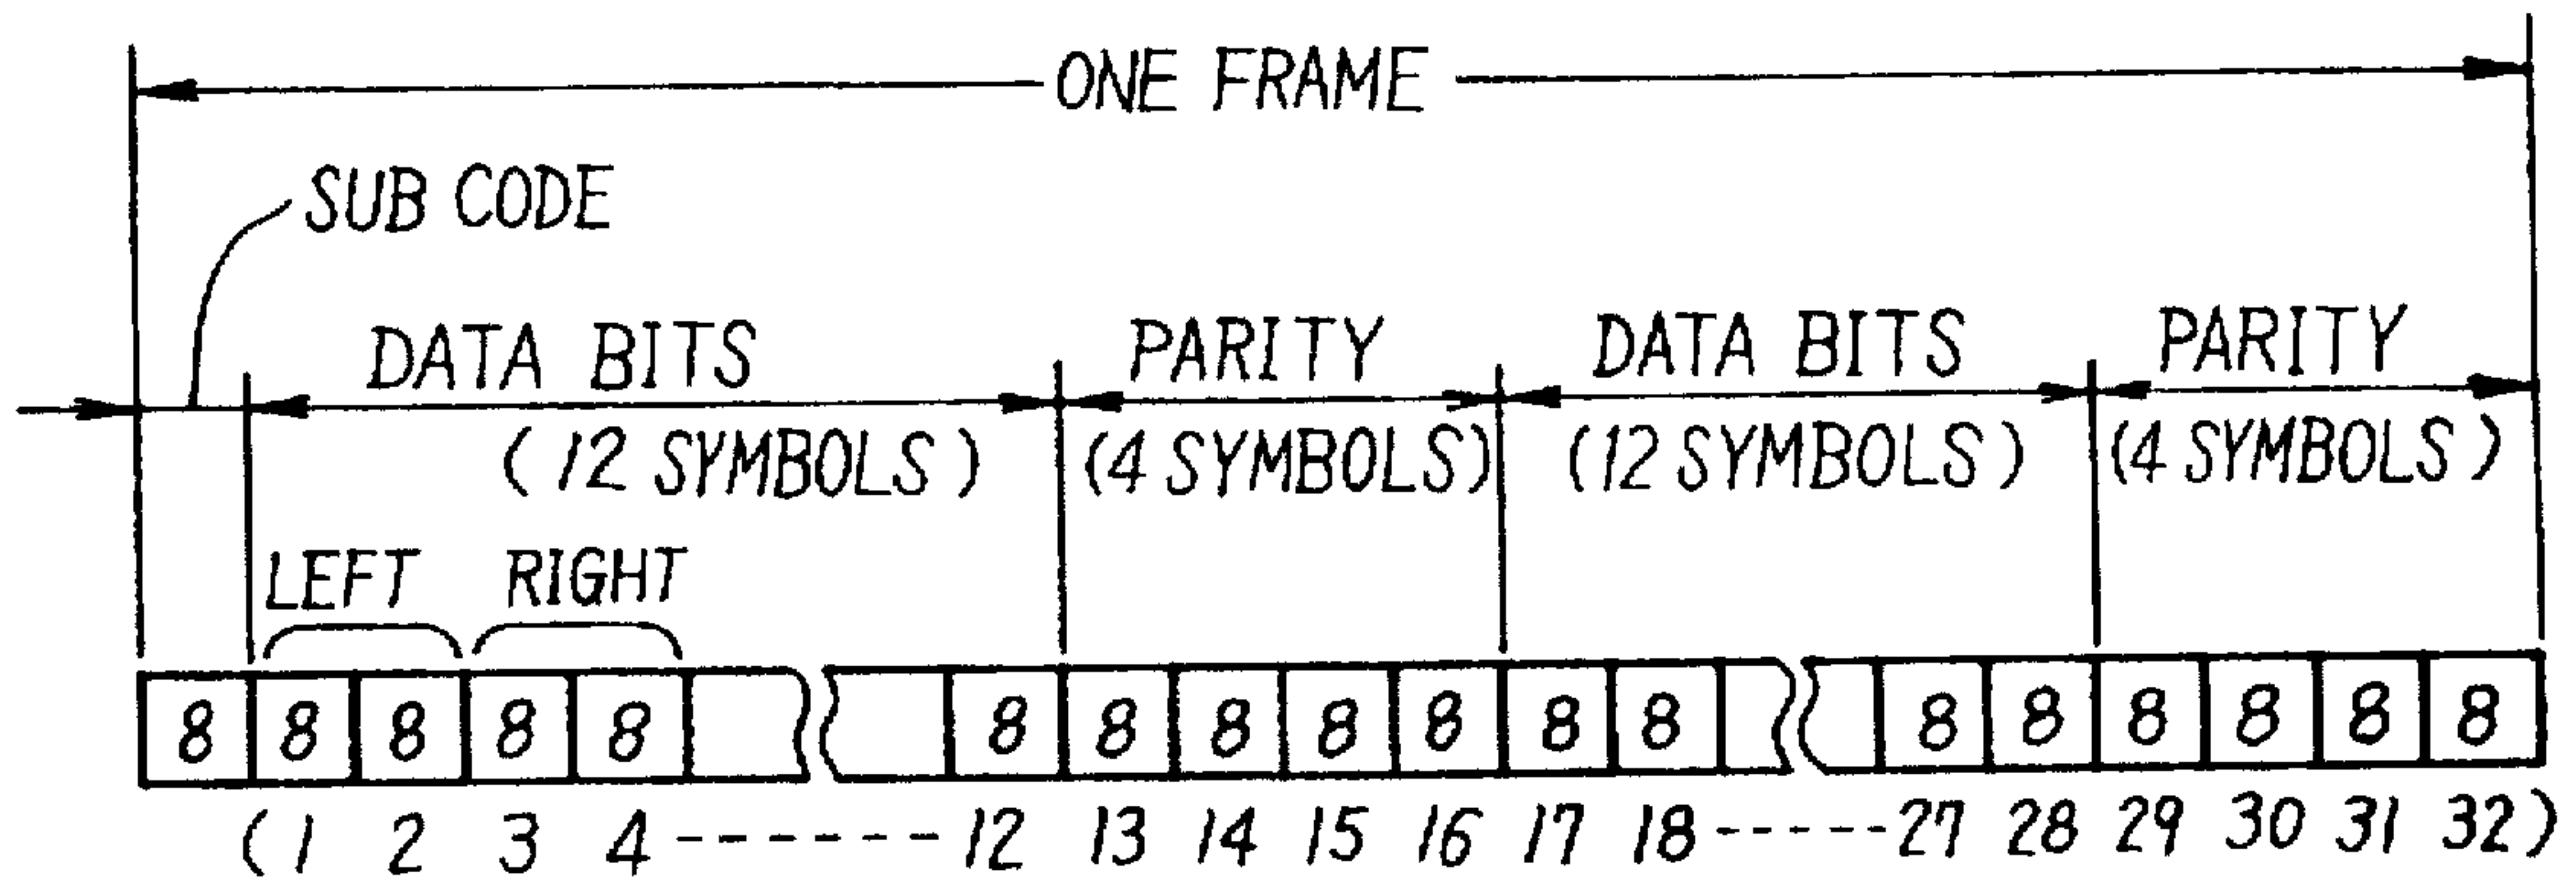 ONE FRAME
SUB CODE
DATA BITS PARITY DATA BITS PARITY
(12 SYMBOLS) (4 SYMBOLS) (12 SYMBOLS) (4 SYMBOLS)
LEFT RIGHT
8 8 8 8 8 8 8 8 8 8 8 8 8 8 8 8 8 8
(1 2 3 4 ------- 12 13 14 15 16 17 18 ----- 27 28 29 30 31 32)